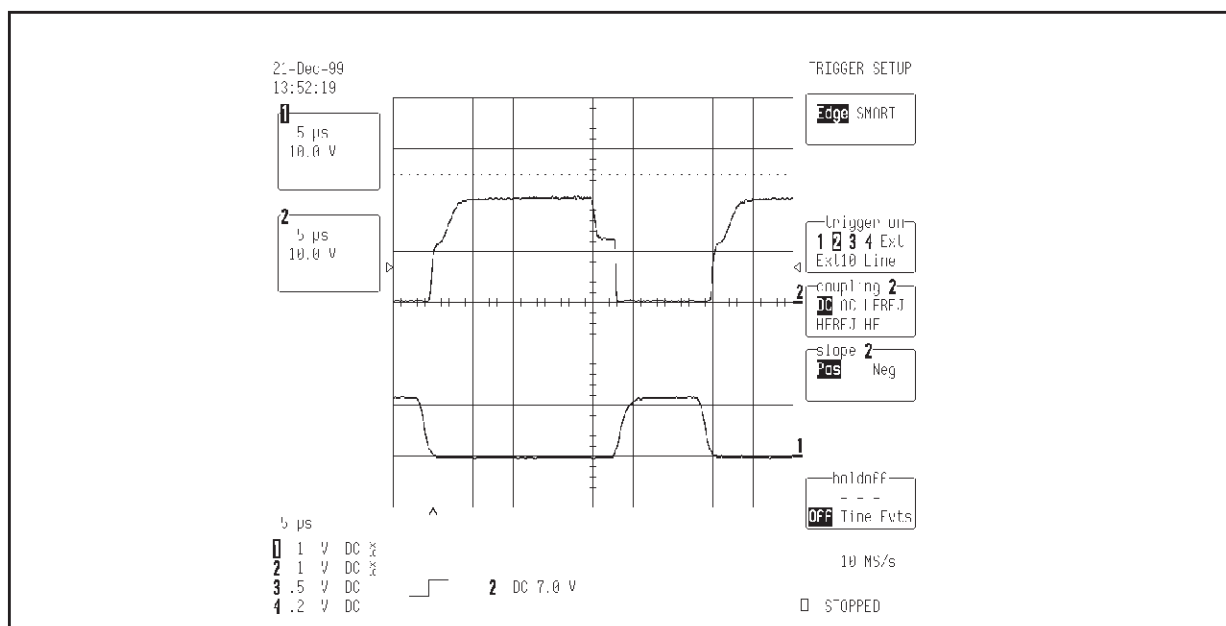 21-Dec-99
13:52:19
1
5 µs
10.0 V
2
5 µs
10.0 V
TRIGGER SETUP
Edge SMART
trigger on
1 2 3 4 Ext
Ext10 Line
coupling 2
DC AC LFREJ
HFREJ HF
slope 2
Pos Neg
holdoff
- - -
OFF Time Evts
2
1
5 µs
1 1 V DC
2 1 V DC
3 .5 V DC
4 .2 V DC
2 DC 7.0 V
10 MS/s
STOPPED